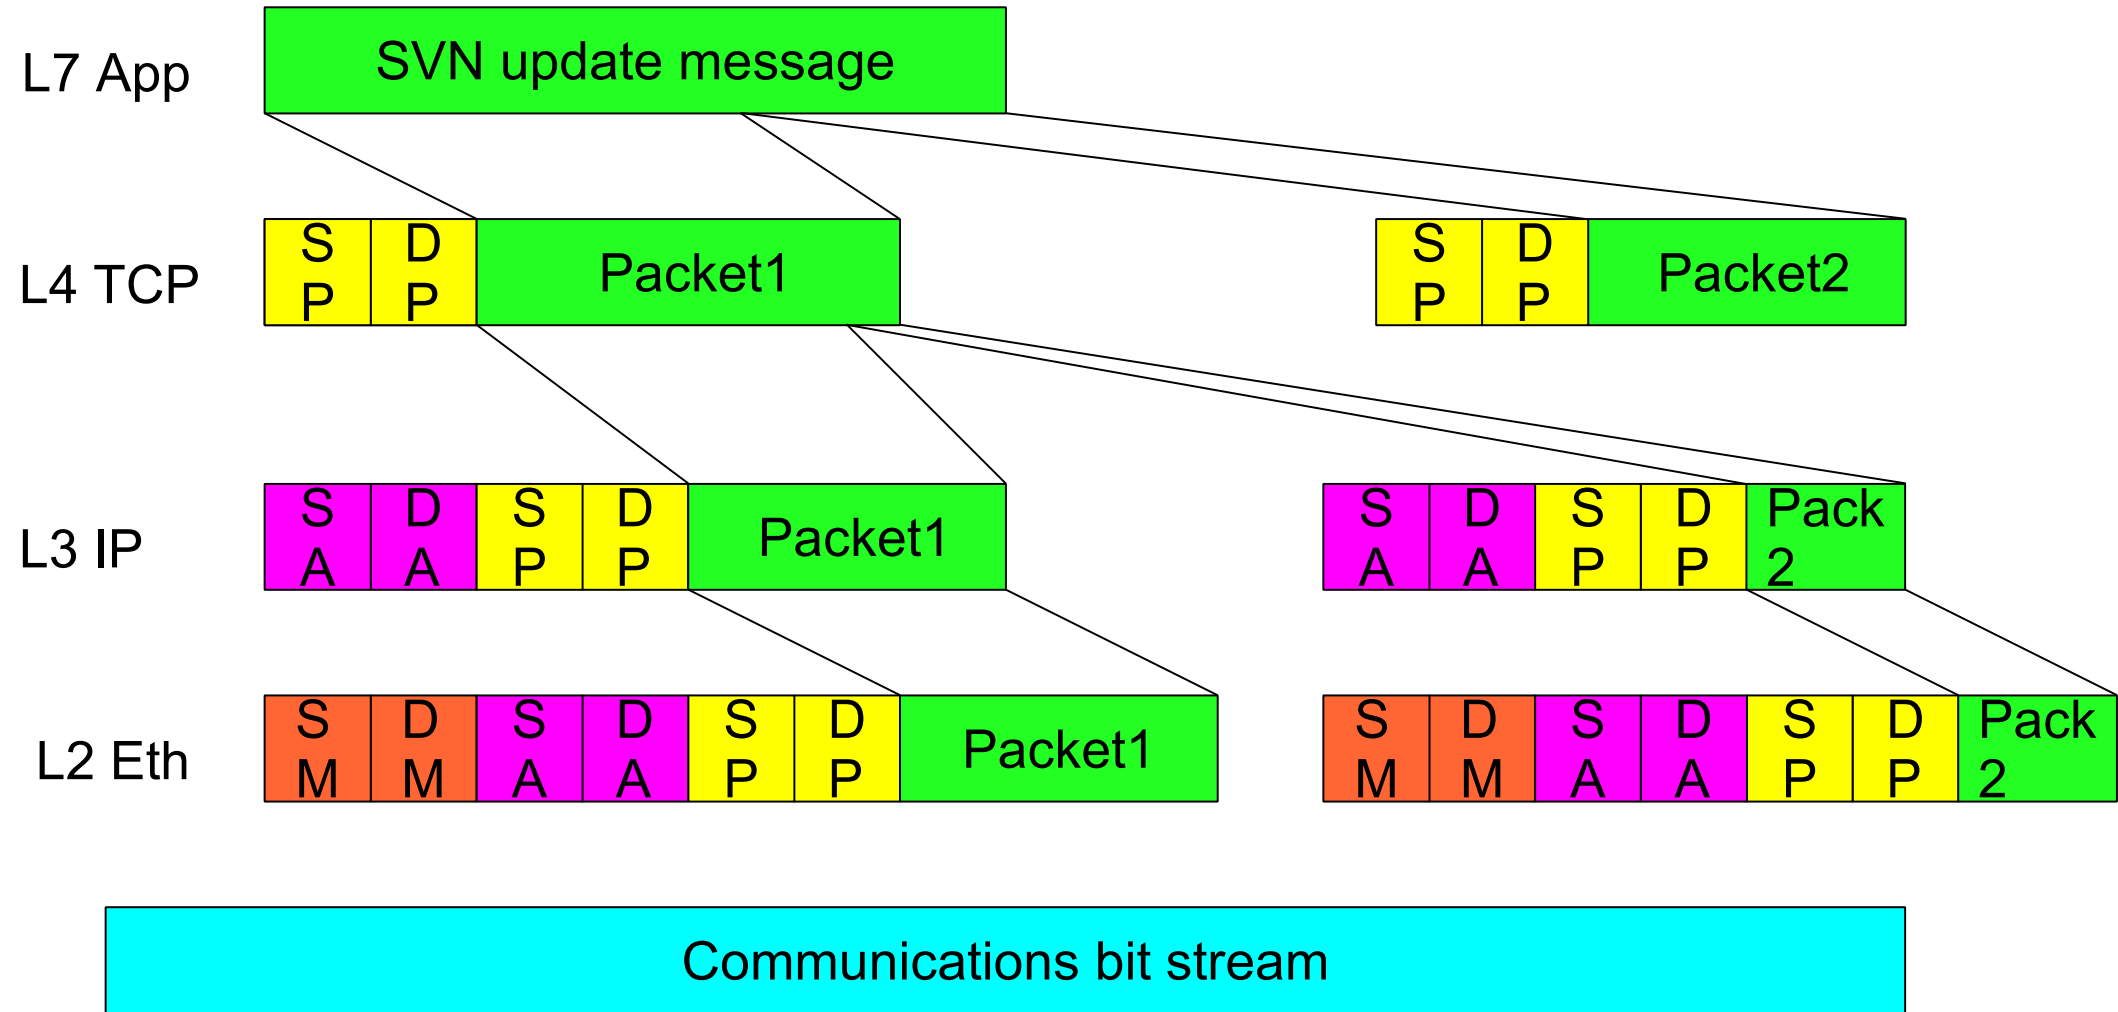 L7 App
SVN update message
L4 TCP
S
P
D
P
Packet1
S
P
D
P
Packet2
L3 IP
S
A
D
A
S
P
D
P
Packet1
S
A
D
A
S
P
D
P
Pack
2
L2 Eth
S
M
D
M
S
A
D
A
S
P
D
P
Packet1
S
M
D
M
S
A
D
A
S
P
D
P
Pack
2
Communications bit stream